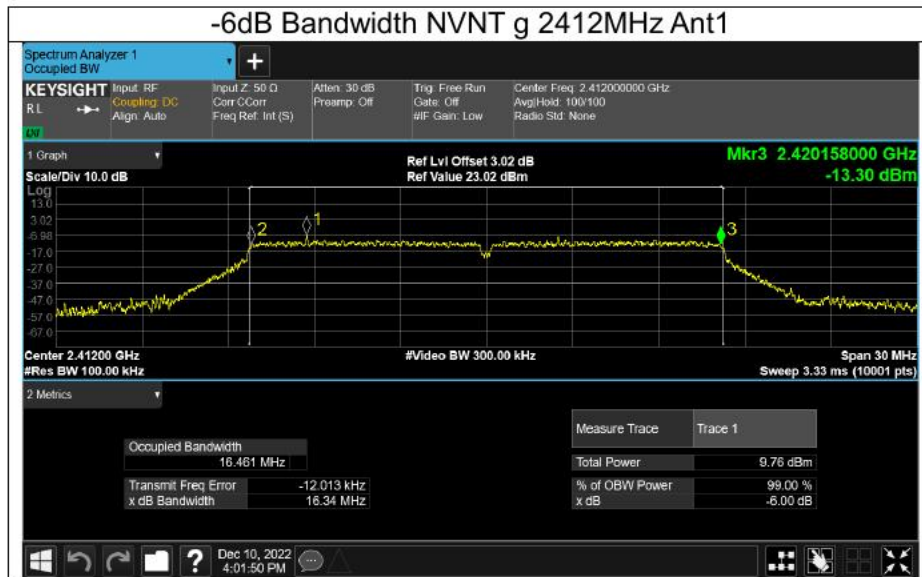 -6dB Bandwidth NVNT g 2412MHz Ant1
Spectrum Analyzer 1
Occupied BW
+
KEYSIGHT
R L
LXI
Input: RF
Coupling: DC
Align: Auto
Input Z: 50 Ω
Corr CCorr
Freq Ref: Int (S)
Atten: 30 dB
Preamp: Off
Trig: Free Run
Gate: Off
#IF Gain: Low
Center Freq: 2.412000000 GHz
Avg|Hold: 100/100
Radio Std: None
1 Graph
Scale/Div 10.0 dB
Ref Lvl Offset 3.02 dB
Ref Value 23.02 dBm
Mkr3 2.420158000 GHz
-13.30 dBm
Log
13.0
3.02
-6.98
-17.0
-27.0
-37.0
-47.0
-57.0
-67.0
2
1
3
Center 2.41200 GHz
#Res BW 100.00 kHz
#Video BW 300.00 kHz
Span 30 MHz
Sweep 3.33 ms (10001 pts)
2 Metrics
Occupied Bandwidth
16.461 MHz
Transmit Freq Error -12.013 kHz
x dB Bandwidth 16.34 MHz
Measure Trace Trace 1
Total Power 9.76 dBm
% of OBW Power 99.00 %
x dB -6.00 dB
?
Dec 10, 2022
4:01:50 PM